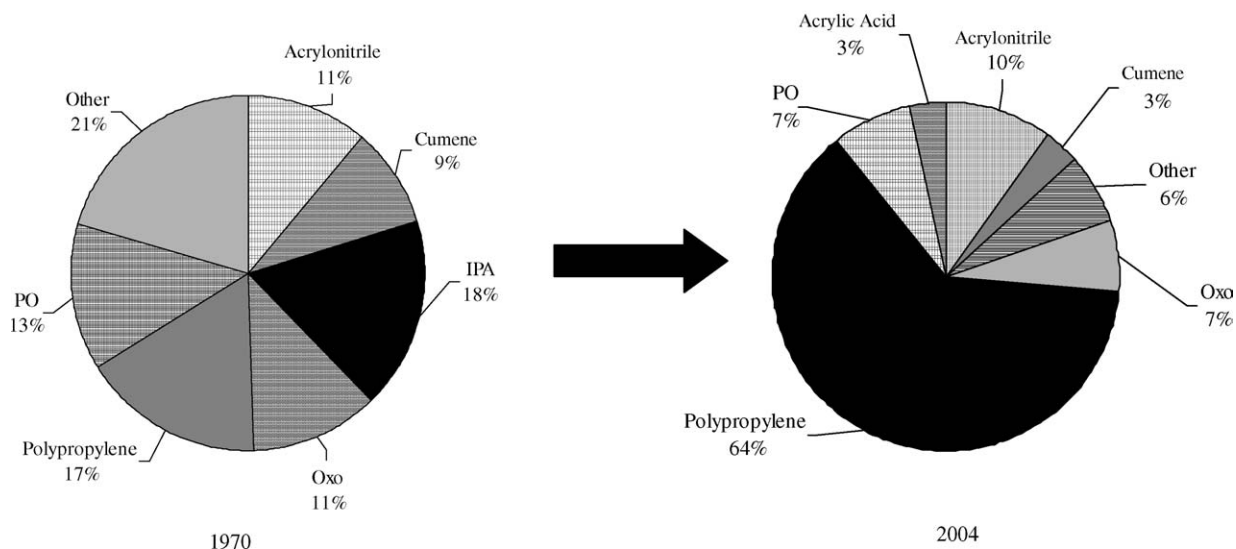 Acrylonitrile
11%
Cumene
9%
IPA
18%
Oxo
11%
Polypropylene
17%
PO
13%
Other
21%
1970
Acrylic Acid
3%
Acrylonitrile
10%
Cumene
3%
Other
6%
Oxo
7%
Polypropylene
64%
PO
7%
2004